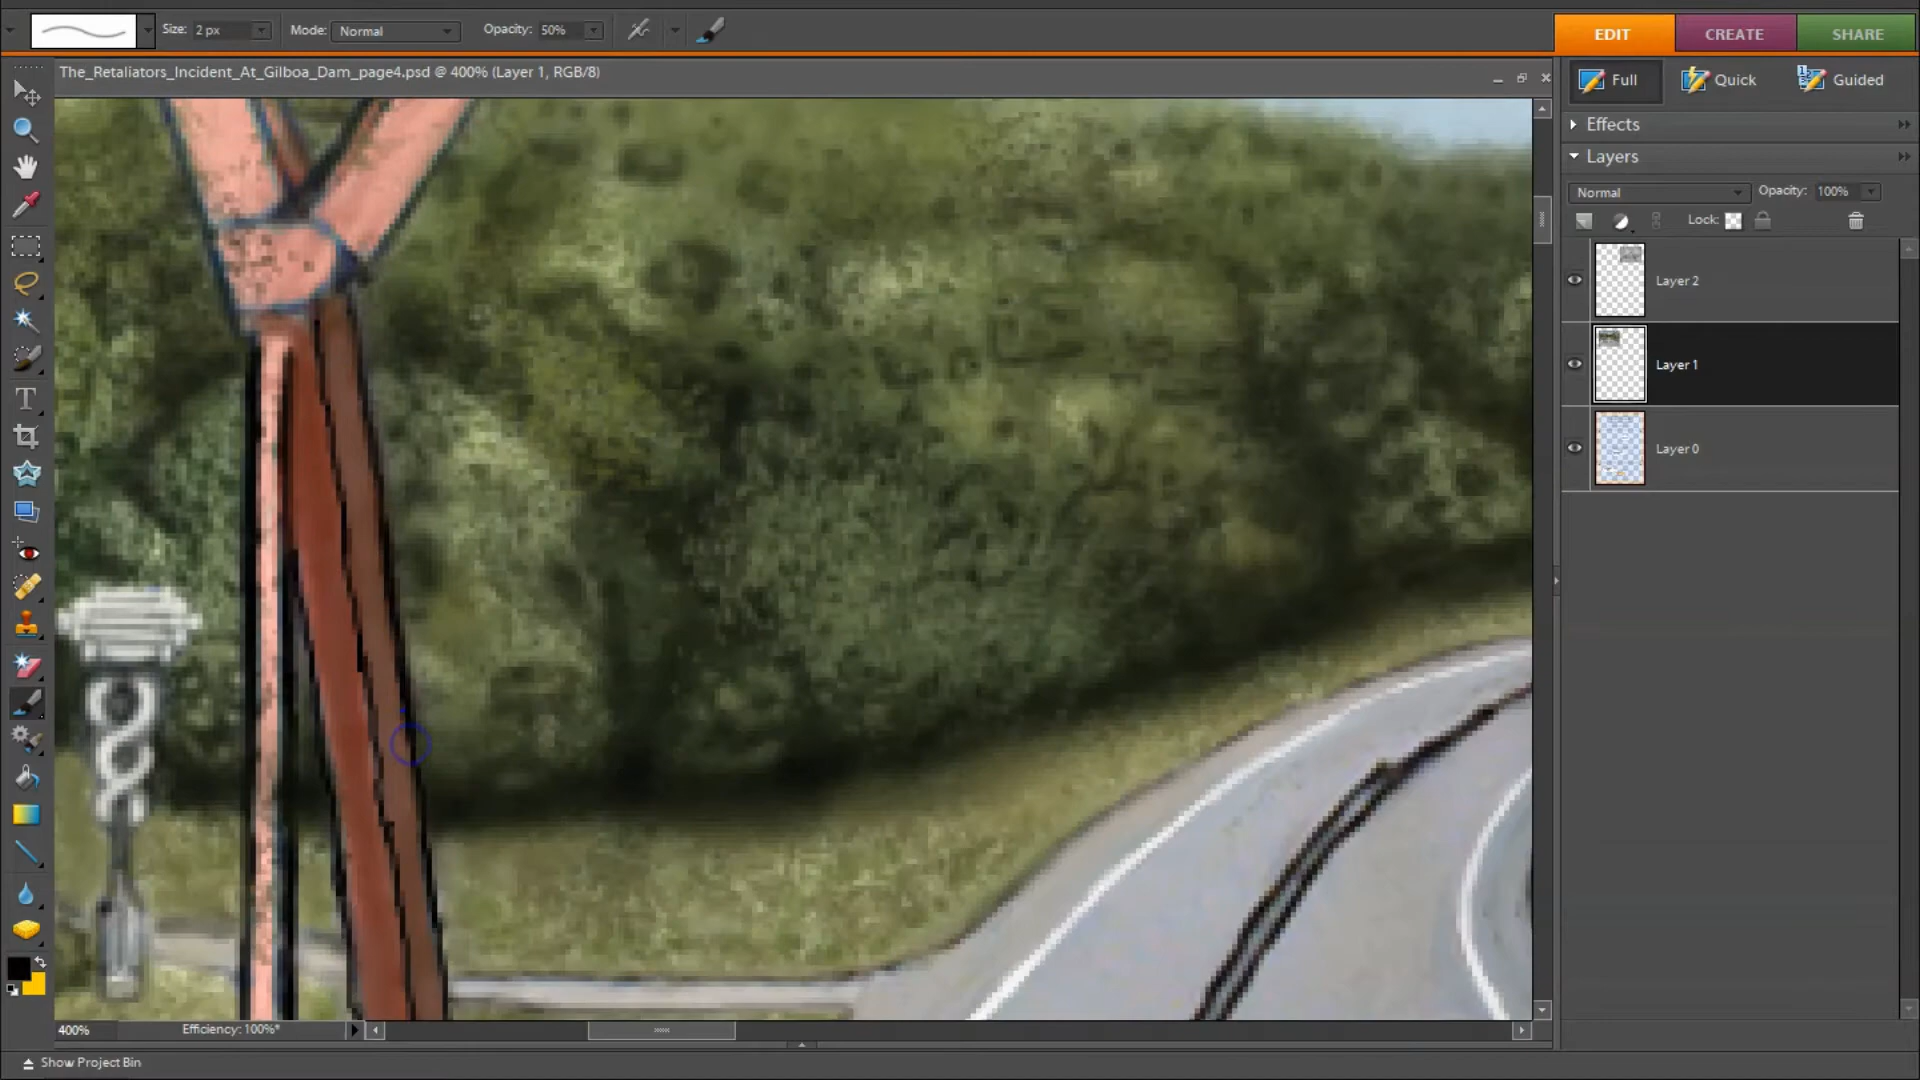 Size: 2 px Mode: Normal Opacity: 50%
EDIT CREATE SHARE
The_Retaliators_Incident_At_Gilboa_Dam_page4.psd @ 400% (Layer 1, RGB/8)
Full Quick Guided
Effects
Layers
Normal Opacity: 100%
Lock:
Layer 2
Layer 1
Layer 0
T
400% Efficiency: 100%*
Show Project Bin